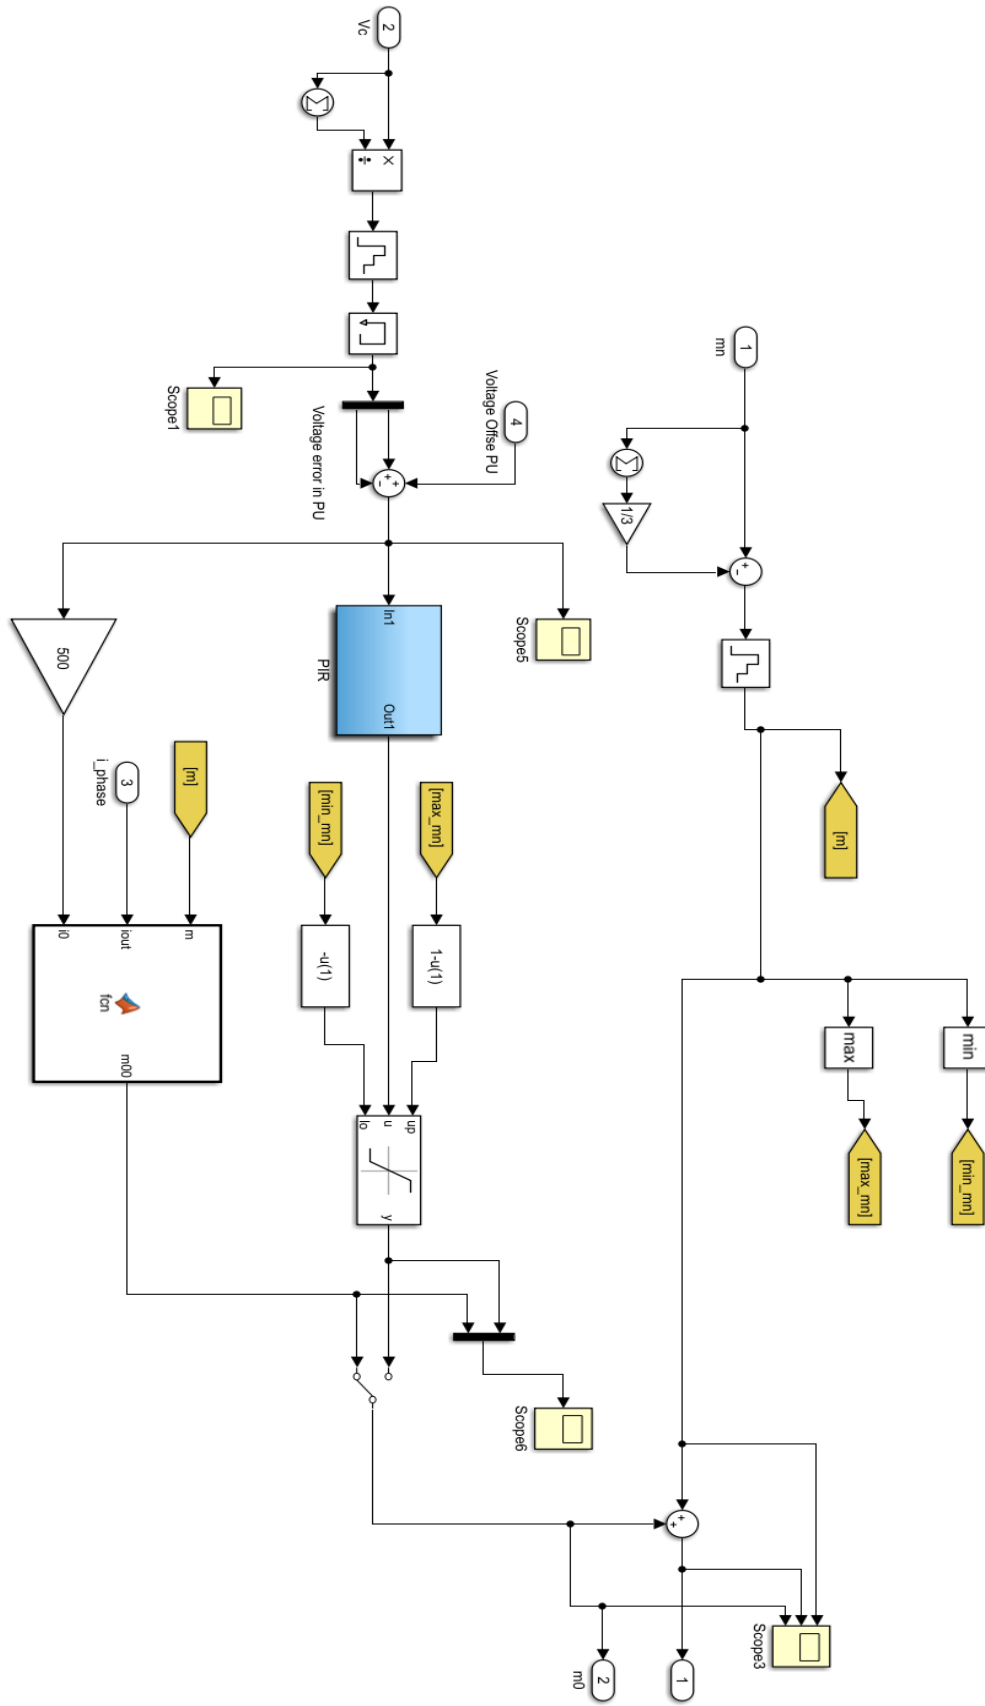 2
Vc
Σ
×
÷
1
mn
Σ
1/3
+
-
Scope1
4
Voltage Offse PU
Voltage error in PU
+
+
-
500
In1
Out1
PIR
Scope5
[m]
3
i_phase
[min_mn]
[max_mn]
[m]
m
iout
i0
fcn
m00
-u(1)
1-u(1)
up
u
lo
y
max
min
[max_mn]
[min_mn]
Scope6
+
+
Scope3
2
m0
1